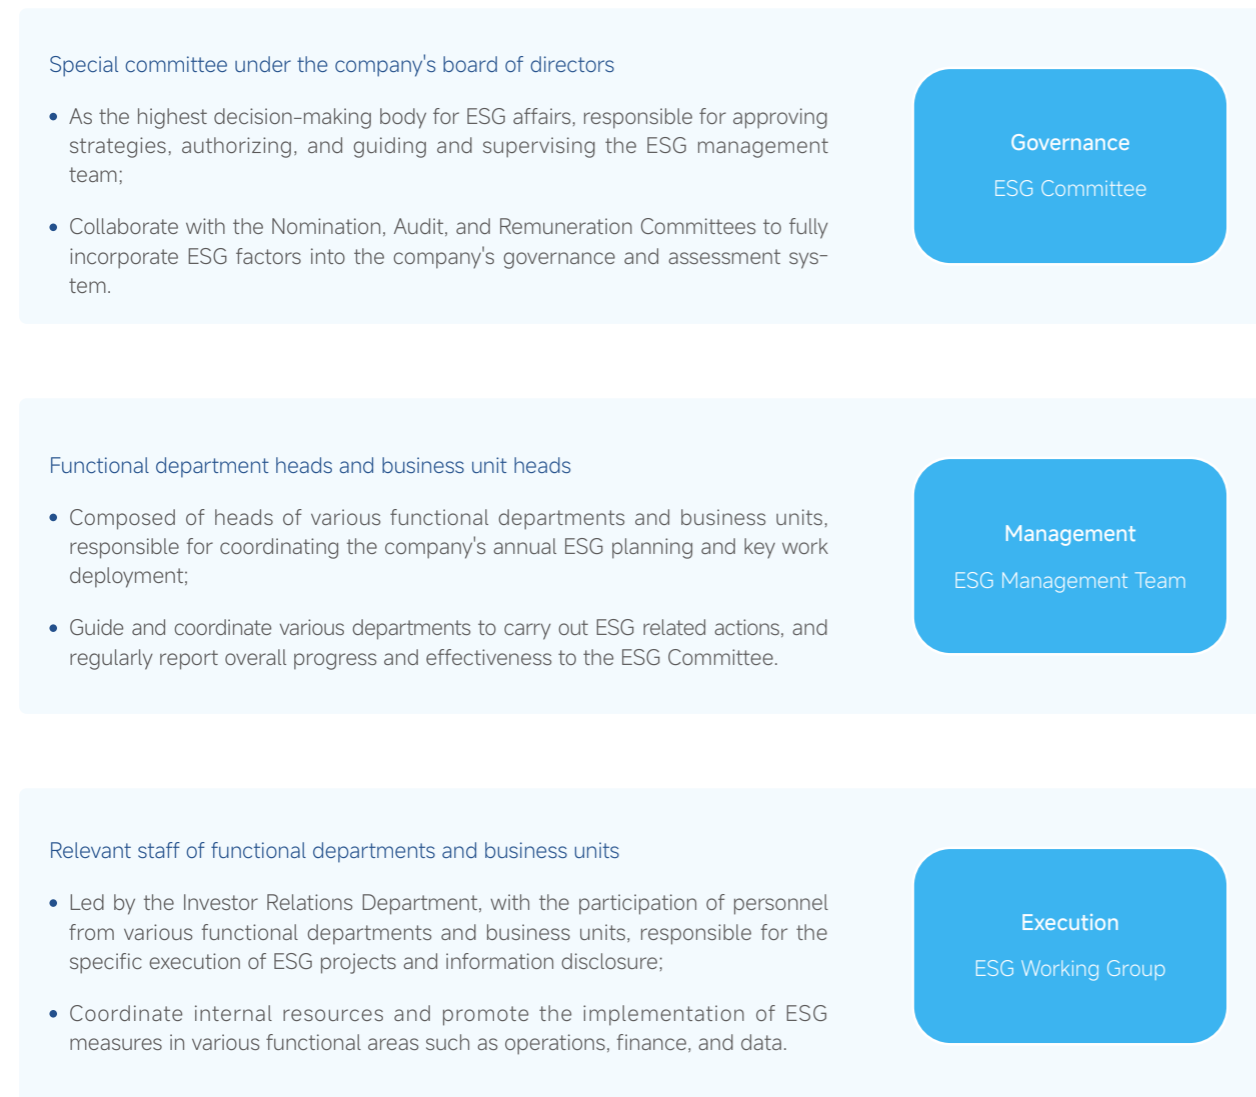 Special committee under the company's board of directors
• As the highest decision-making body for ESG affairs, responsible for approving
strategies, authorizing, and guiding and supervising the ESG management
team;
• Collaborate with the Nomination, Audit, and Remuneration Committees to fully
incorporate ESG factors into the company's governance and assessment sys-
tem.
Governance
ESG Committee
Functional department heads and business unit heads
• Composed of heads of various functional departments and business units,
responsible for coordinating the company's annual ESG planning and key work
deployment;
• Guide and coordinate various departments to carry out ESG related actions, and
regularly report overall progress and effectiveness to the ESG Committee.
Management
ESG Management Team
Relevant staff of functional departments and business units
• Led by the Investor Relations Department, with the participation of personnel
from various functional departments and business units, responsible for the
specific execution of ESG projects and information disclosure;
• Coordinate internal resources and promote the implementation of ESG
measures in various functional areas such as operations, finance, and data.
Execution
ESG Working Group